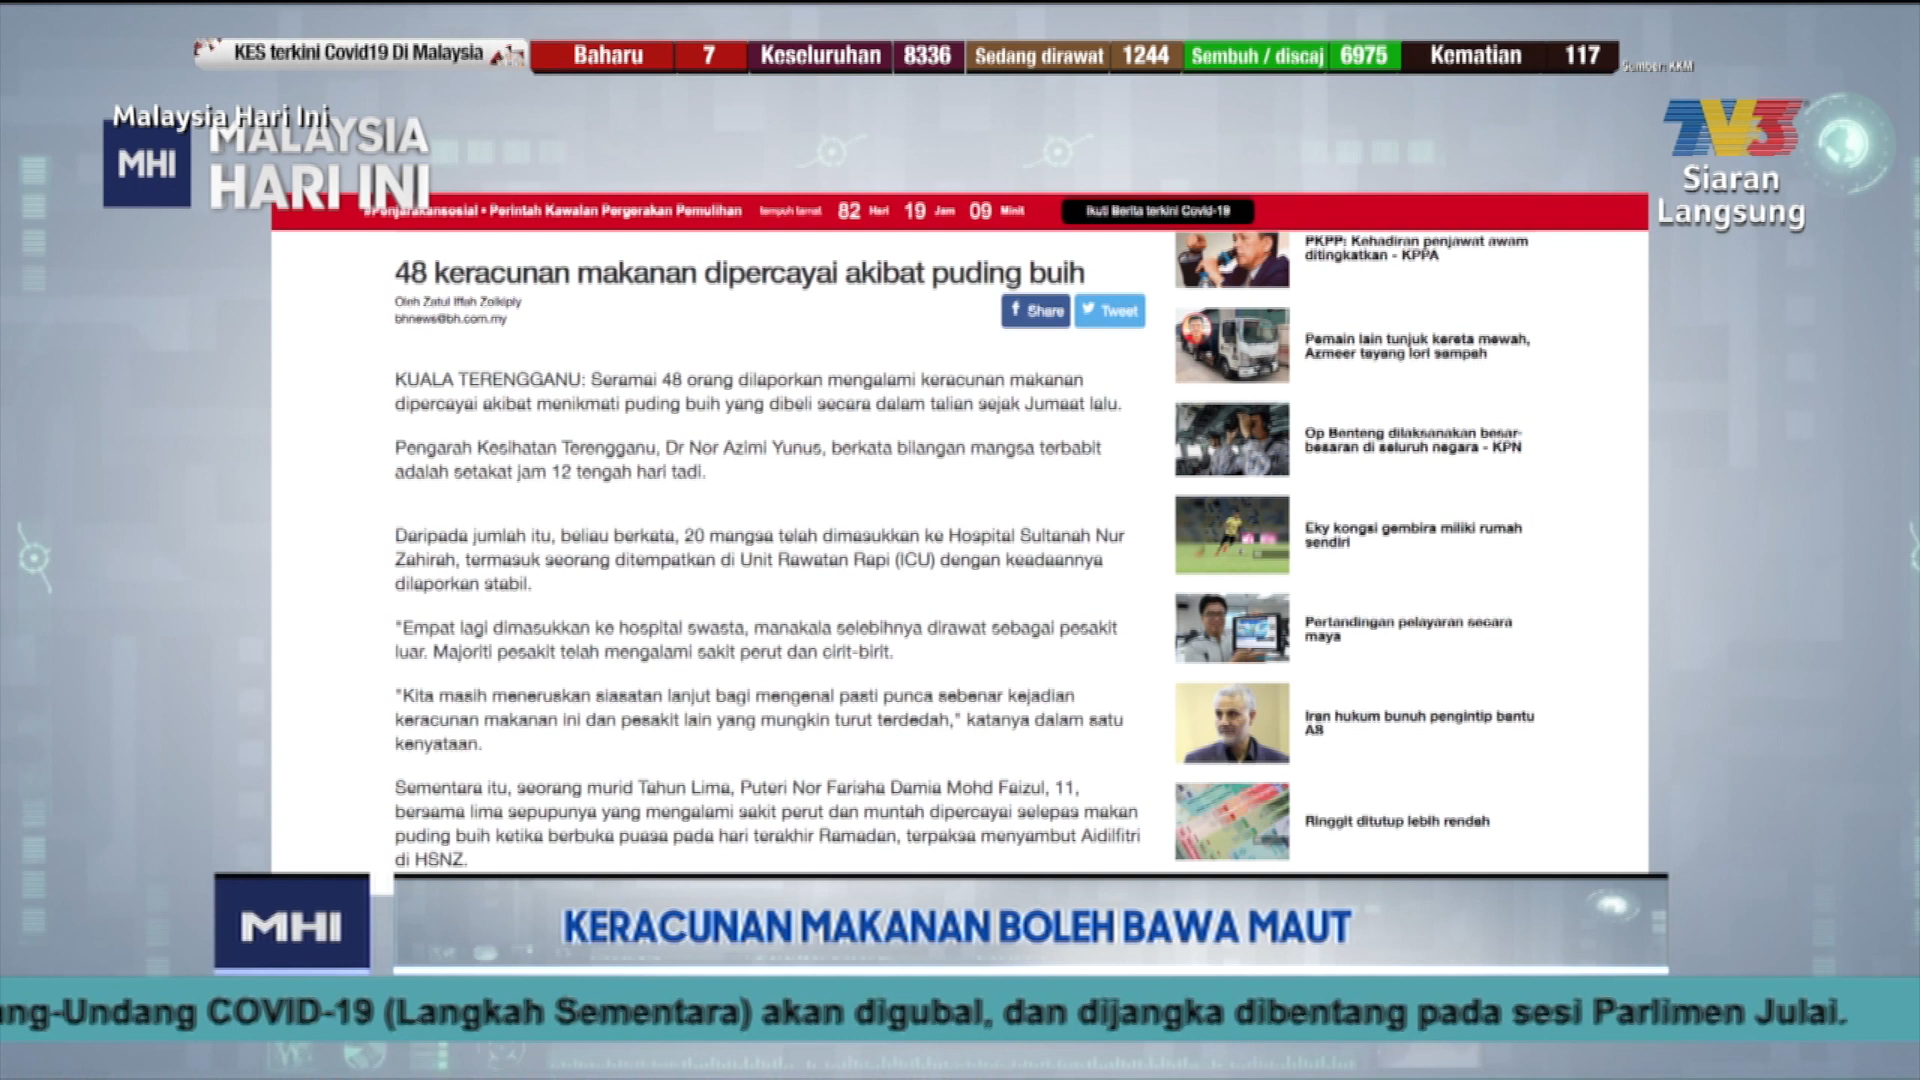 KES terkini Covid19 Di Malaysia
Baharu 7 Keseluruhan 8336 Sedang dirawat 1244 Sembuh / discaj 6975 Kematian 117
Sumber: KKM
Malaysia Hari Ini
MHI
MALAYSIA
HARI INI
TV3
Siaran
Langsung
#Penjarakansosial • Perintah Kawalan Pergerakan Pemulihan tempoh tamat 82 Hari 19 Jam 09 Minit
Ikuti Berita terkini Covid-19
48 keracunan makanan dipercayai akibat puding buih
Oleh Zatul Iffah Zolkiply
bhnews@bh.com.my
Share
Tweet
KUALA TERENGGANU: Seramai 48 orang dilaporkan mengalami keracunan makanan
dipercayai akibat menikmati puding buih yang dibeli secara dalam talian sejak Jumaat lalu.
Pengarah Kesihatan Terengganu, Dr Nor Azimi Yunus, berkata bilangan mangsa terbabit
adalah setakat jam 12 tengah hari tadi.
Daripada jumlah itu, beliau berkata, 20 mangsa telah dimasukkan ke Hospital Sultanah Nur
Zahirah, termasuk seorang ditempatkan di Unit Rawatan Rapi (ICU) dengan keadaannya
dilaporkan stabil.
"Empat lagi dimasukkan ke hospital swasta, manakala selebihnya dirawat sebagai pesakit
luar. Majoriti pesakit telah mengalami sakit perut dan cirit-birit.
"Kita masih meneruskan siasatan lanjut bagi mengenal pasti punca sebenar kejadian
keracunan makanan ini dan pesakit lain yang mungkin turut terdedah," katanya dalam satu
kenyataan.
Sementara itu, seorang murid Tahun Lima, Puteri Nor Farisha Damia Mohd Faizul, 11,
bersama lima sepupunya yang mengalami sakit perut dan muntah dipercayai selepas makan
puding buih ketika berbuka puasa pada hari terakhir Ramadan, terpaksa menyambut Aidilfitri
di HSNZ.
PKPP: Kehadiran penjawat awam
ditingkatkan - KPPA
Pemain lain tunjuk kereta mewah,
Azmeer tayang lori sampah
Op Benteng dilaksanakan besar-
besaran di seluruh negara - KPN
Eky kongsi gembira miliki rumah
sendiri
Pertandingan pelayaran secara
maya
Iran hukum bunuh pengintip bantu
AS
Ringgit ditutup lebih rendah
MHI
KERACUNAN MAKANAN BOLEH BAWA MAUT
ng-Undang COVID-19 (Langkah Sementara) akan digubal, dan dijangka dibentang pada sesi Parlimen Julai.